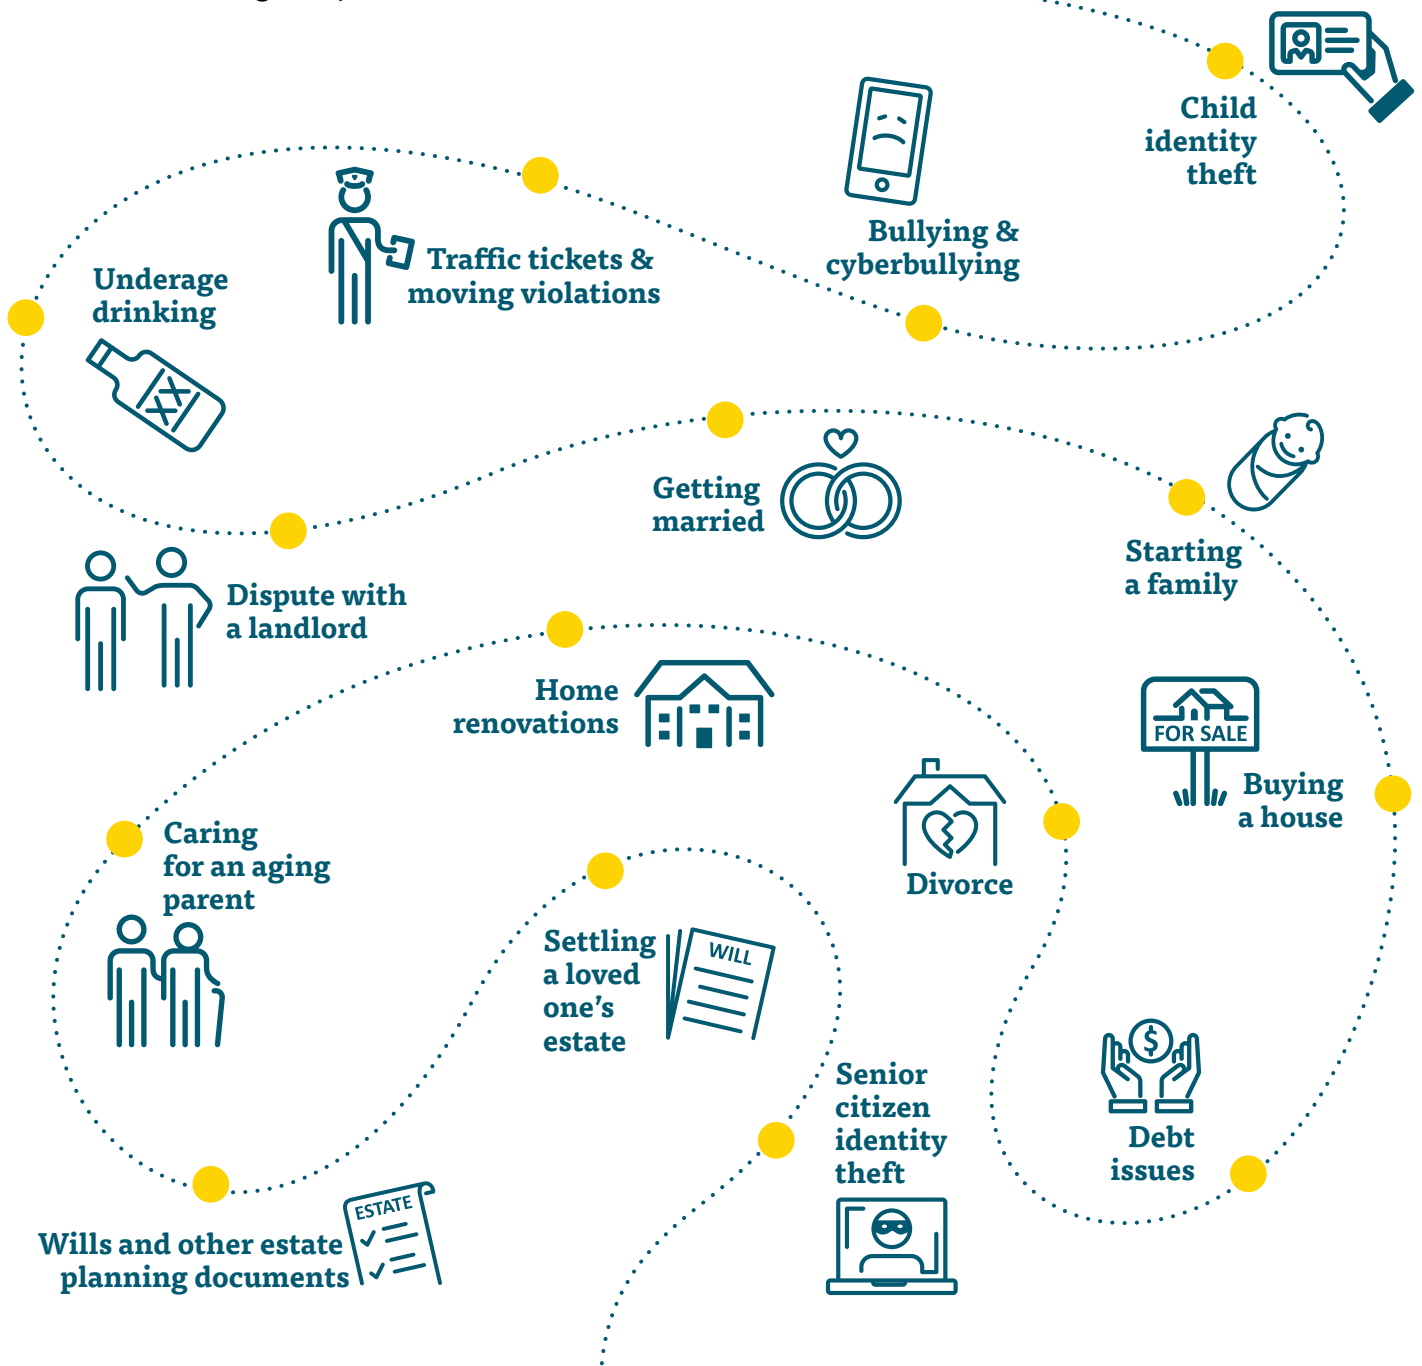 Child
identity
theft
Bullying &
cyberbullying
Traffic tickets &
moving violations
Underage
drinking
Dispute with
a landlord
Getting
married
Starting
a family
FOR SALE
Buying
a house
Debt
issues
Divorce
Home
renovations
Caring
for an aging
parent
Wills and other estate
planning documents
ESTATE
Settling
a loved
one’s
estate
WILL
Senior
citizen
identity
theft